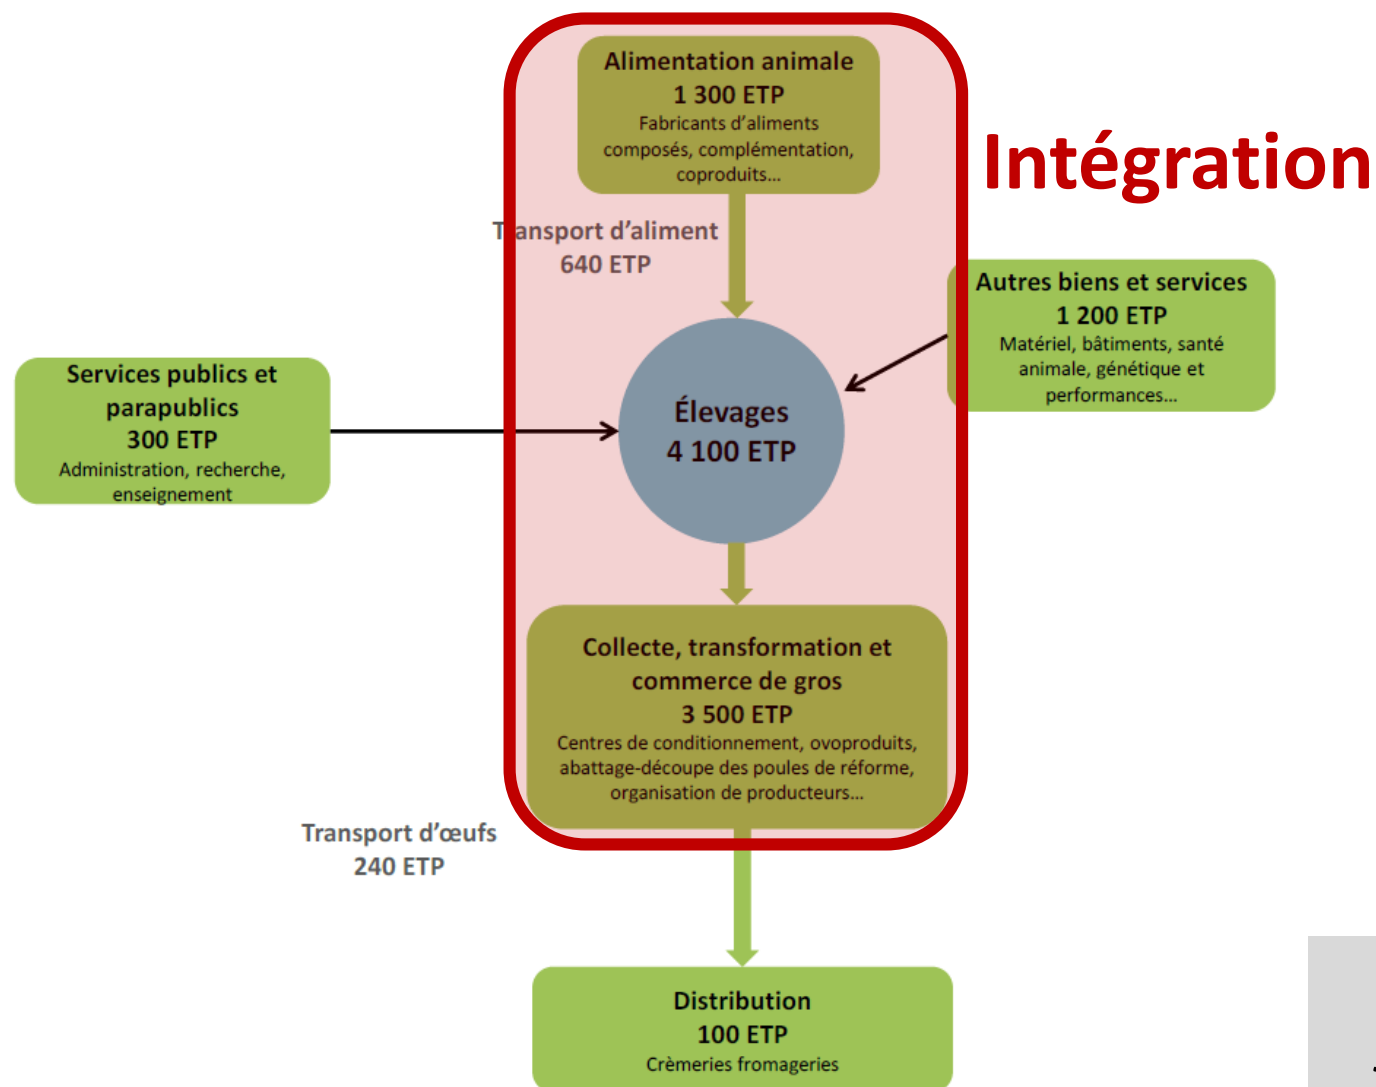 Alimentation animale
1 300 ETP
Fabricants d’aliments
composés, complémentation,
coproduits…
Intégration
Transport d’aliment
640 ETP
Autres biens et services
1 200 ETP
Matériel, bâtiments, santé
animale, génétique et
performances…
Services publics et
parapublics
300 ETP
Administration, recherche,
enseignement
Élevages
4 100 ETP
Collecte, transformation et
commerce de gros
3 500 ETP
Centres de conditionnement, ovoproduits,
abattage-découpe des poules de réforme,
organisation de producteurs…
Transport d’œufs
240 ETP
Distribution
100 ETP
Crèmeries fromageries